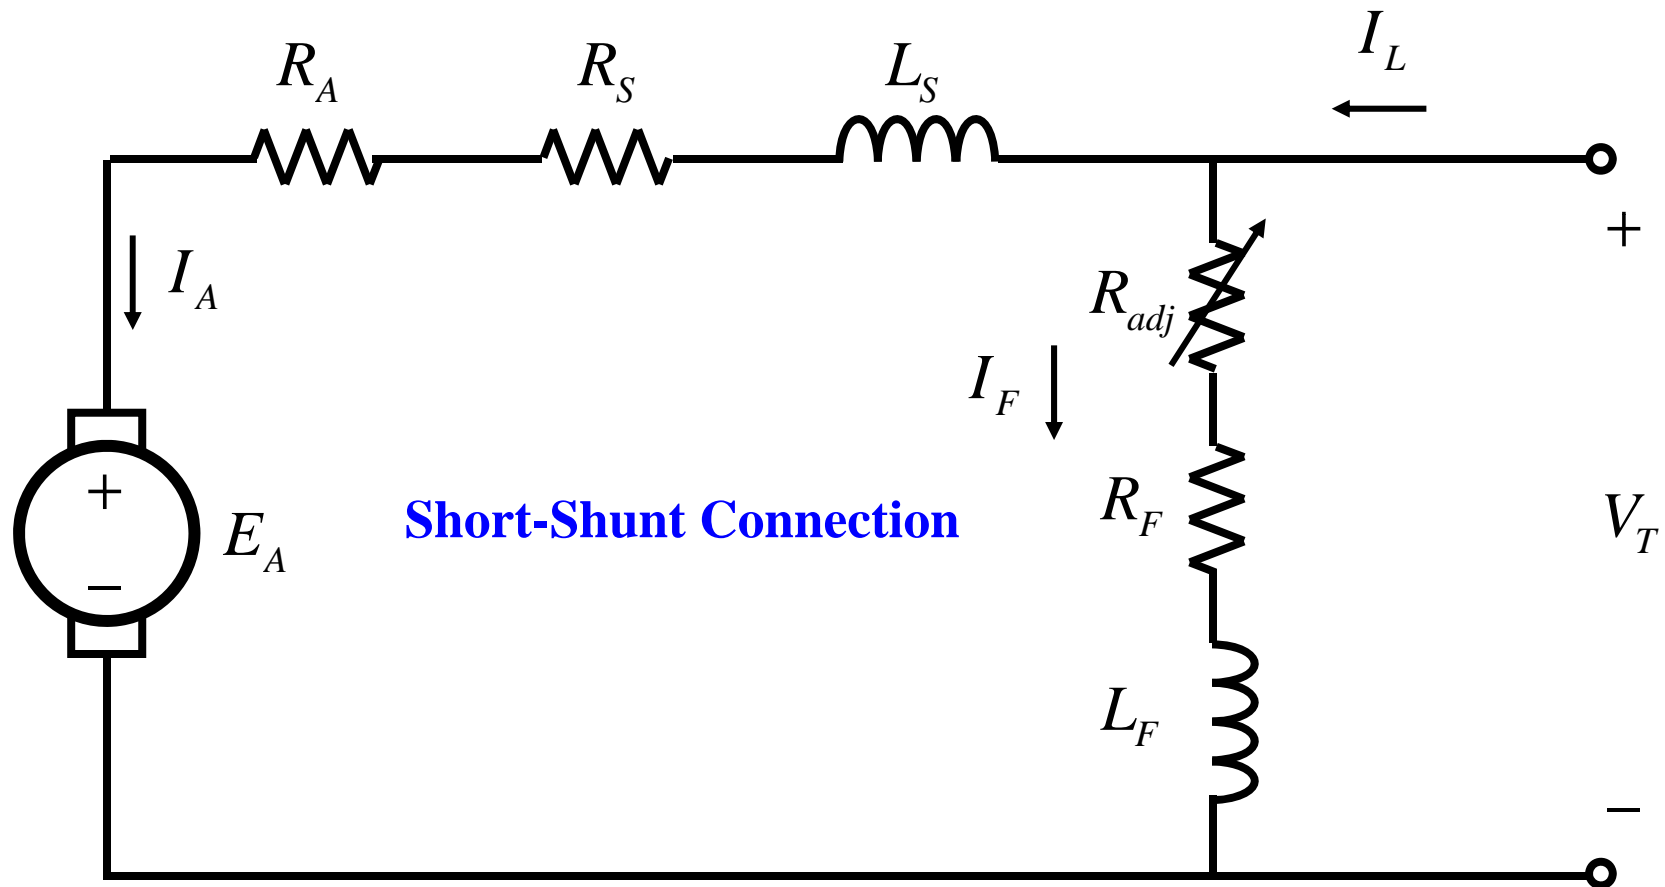 I_L
R_A
R_S
L_S
+
I_A
R_adj
I_F
+
R_F
Short-Shunt Connection
E_A
V_T
−
L_F
−